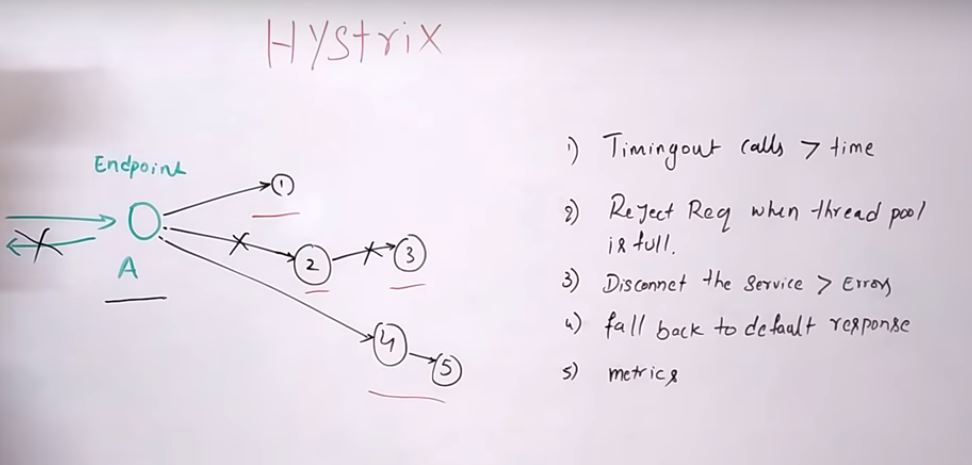 Hystrix
Endpoint
A
1
2
3
4
5
1) Timingout calls > time
2) Reject Req when thread pool
is full.
3) Disconnet the service > Errors
4) fall back to default response
5) metrics